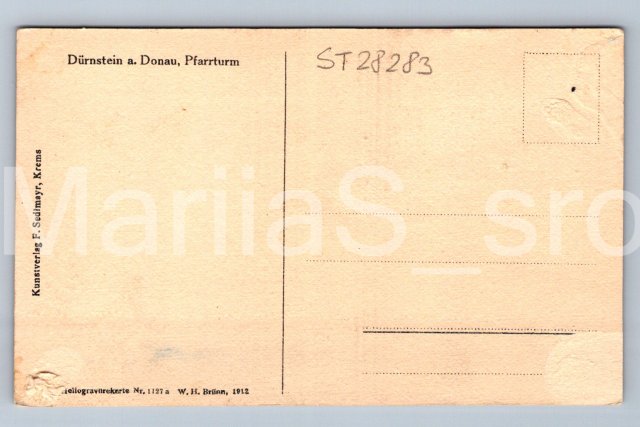 Dürnstein a. Donau, Pfarrturm
ST28283
Kunstverlag F. Sedlmayr, Krems
MariiaS_sro
Heliogravürekarte Nr. 1127 a W. H. Brünn, 1912